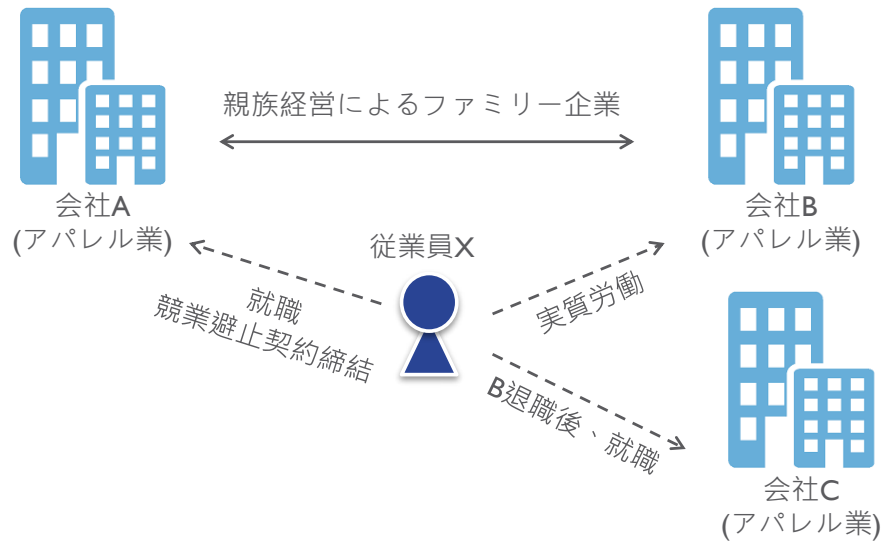 親族経営によるファミリー企業
会社A
(アパレル業)
会社B
(アパレル業)
従業員X
就職
競業避止契約締結
実質労働
B退職後、就職
会社C
(アパレル業)